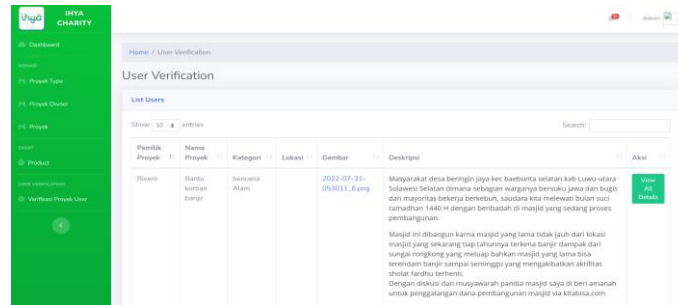 ihya
IHYA
CHARITY
Admin
Dashboard
DONASI
Proyek Type
Proyek Owner
Proyek
Product
USER VERIFICATION
Verifikasi Proyek User
Home / User Verification
User Verification
List Users
Show 10 entries
Search:
Pemilik Proyek
Nama Proyek
Kategori
Lokasi
Gambar
Deskripsi
Aksi
Rivero
Bantu
korban
banjir
bencana
Alam
2022-07-31-
053011_6.png
Masyarakat desa beringin jaya kec baebunta selatan kab Luwu-utara
Sulawesi Selatan dimana sebagian warganya bersuku jawa dan bugis
dan mayoritas bekerja berkebun, saudara kita melewati bulan suci
ramadhan 1440 H dengan beribadah di masjid yang sedang proses
pembangunan.
Masjid ini dibangun karna masjid yang lama tidak jauh dari lokasi
masjid yang sekarang tiap tahunnya terkena banjir dampak dari
sungai rongkong yang meluap bahkan masjid yang lama bisa
terendam banjir sampai seminggu yang mengakibatkan aktifitas
sholat fardhu terhenti.
Dengan diskusi dan musyawarah panitia masjid saya di beri amanah
untuk penggalangan dana pembangunan masjid via kitabisa.com
View
All
Details